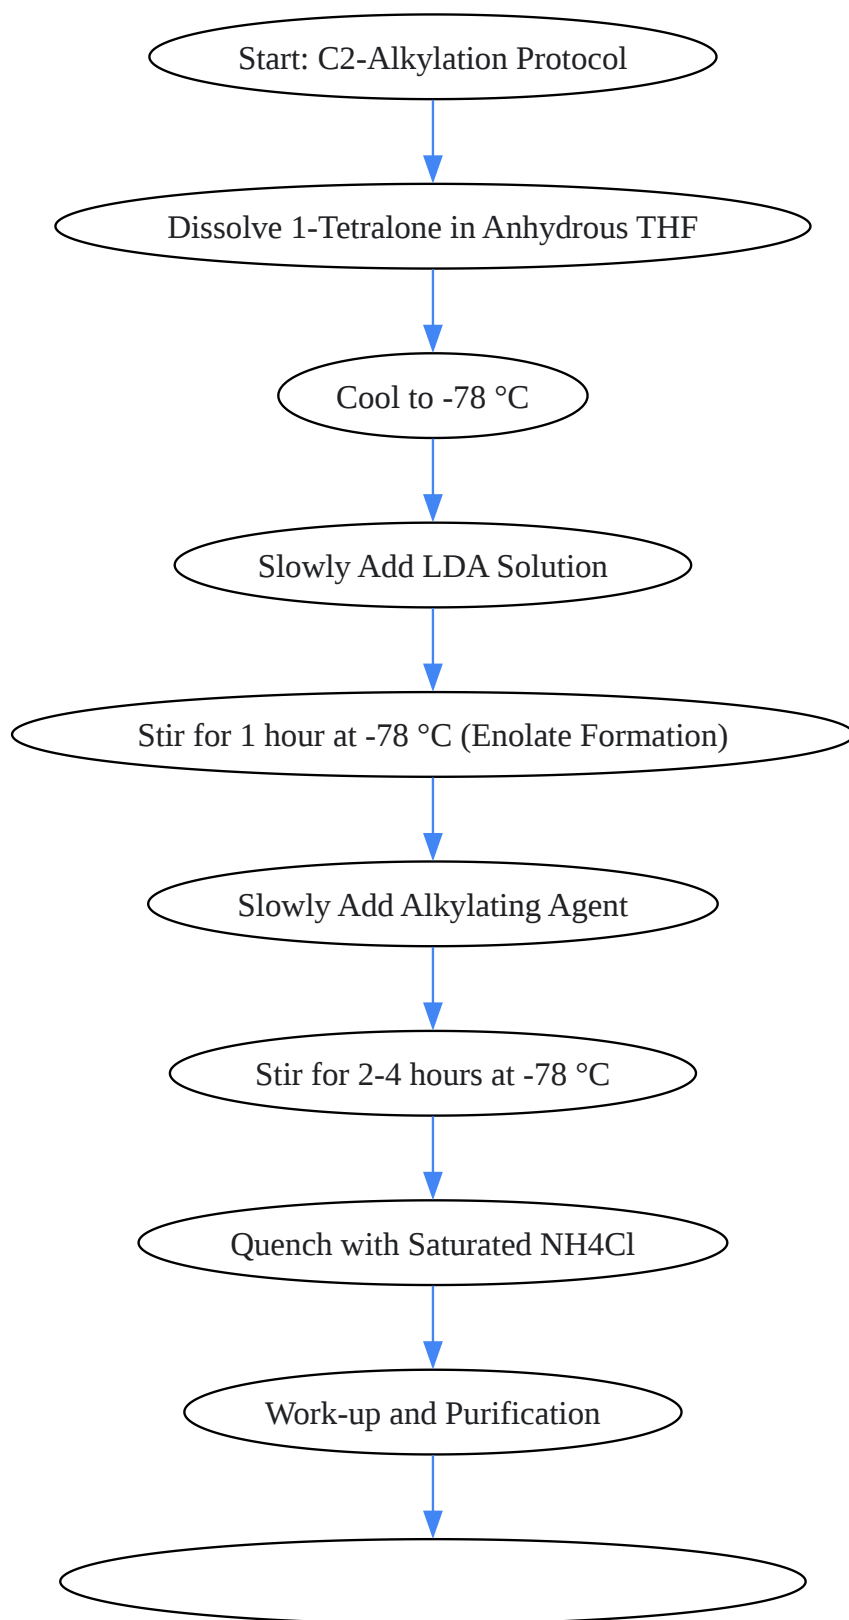 Start: C2-Alkylation Protocol
Dissolve 1-Tetralone in Anhydrous THF
Cool to -78 °C
Slowly Add LDA Solution
Stir for 1 hour at -78 °C (Enolate Formation)
Slowly Add Alkylating Agent
Stir for 2-4 hours at -78 °C
Quench with Saturated NH4Cl
Work-up and Purification